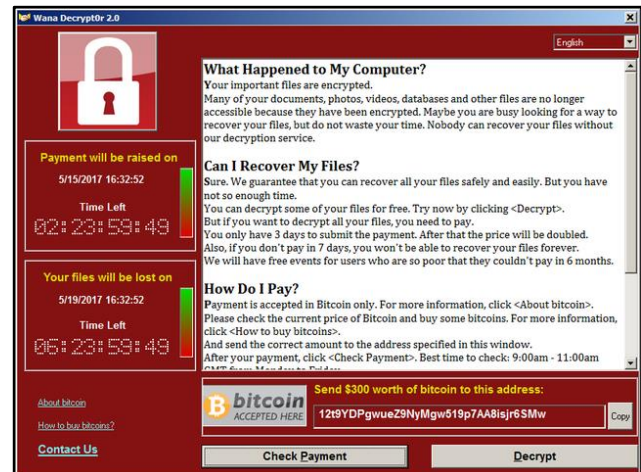 Wana Decrypt0r 2.0
English
What Happened to My Computer?
Your important files are encrypted.
Many of your documents, photos, videos, databases and other files are no longer
accessible because they have been encrypted. Maybe you are busy looking for a way to
recover your files, but do not waste your time. Nobody can recover your files without
our decryption service.
Can I Recover My Files?
Sure. We guarantee that you can recover all your files safely and easily. But you have
not so enough time.
You can decrypt some of your files for free. Try now by clicking <Decrypt>.
But if you want to decrypt all your files, you need to pay.
You only have 3 days to submit the payment. After that the price will be doubled.
Also, if you don't pay in 7 days, you won't be able to recover your files forever.
We will have free events for users who are so poor that they couldn't pay in 6 months.
How Do I Pay?
Payment is accepted in Bitcoin only. For more information, click <About bitcoin>.
Please check the current price of Bitcoin and buy some bitcoins. For more information,
click <How to buy bitcoins>.
And send the correct amount to the address specified in this window.
After your payment, click <Check Payment>. Best time to check: 9:00am - 11:00am
GMT from Monday to Friday.
Payment will be raised on
5/15/2017 16:32:52
Time Left
02:23:59:49
Your files will be lost on
5/19/2017 16:32:52
Time Left
06:23:59:49
About bitcoin
How to buy bitcoins?
Contact Us
bitcoin
ACCEPTED HERE
Send $300 worth of bitcoin to this address:
12t9YDPgwueZ9NyMgw519p7AA8isjr6SMw
Copy
Check Payment
Decrypt